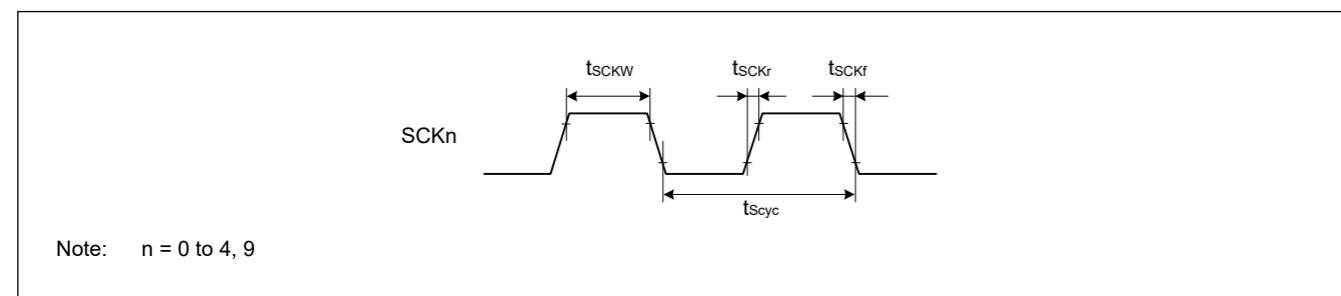 tSCKW tSCKr tSCKf
SCKn
tScyc
Note: n = 0 to 4, 9